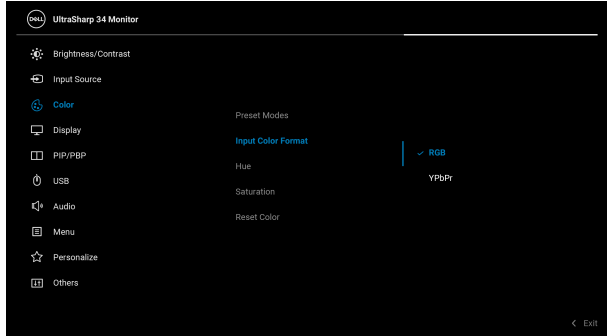 DELL UltraSharp 34 Monitor
Brightness/Contrast
Input Source
Color
Display
PIP/PBP
USB
Audio
Menu
Personalize
Others
Preset Modes
Input Color Format
Hue
Saturation
Reset Color
RGB
YPbPr
Exit